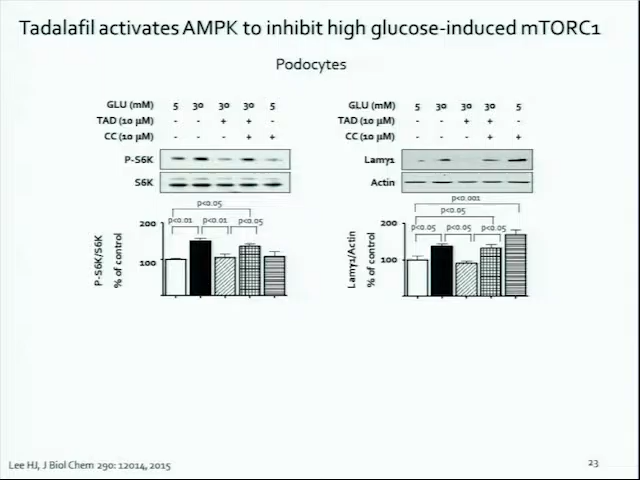 Tadalafil activates AMPK to inhibit high glucose-induced mTORC1
Podocytes
GLU (mM) 5 30 30 30 5
TAD (10 µM) - - + + -
CC (10 µM) - - - + +
P-S6K
S6K
p<0.05
p<0.01 p<0.01 p<0.05
200
100
P-S6K/S6K
% of control
GLU (mM) 5 30 30 30 5
TAD (10 µM) - - + + -
CC (10 µM) - - - + +
Lamγ1
Actin
p<0.001
p<0.05
p<0.05 p<0.05 p<0.05
200
100
Lamγ1/Actin
% of control
Lee HJ, J Biol Chem 290: 12014, 2015
23